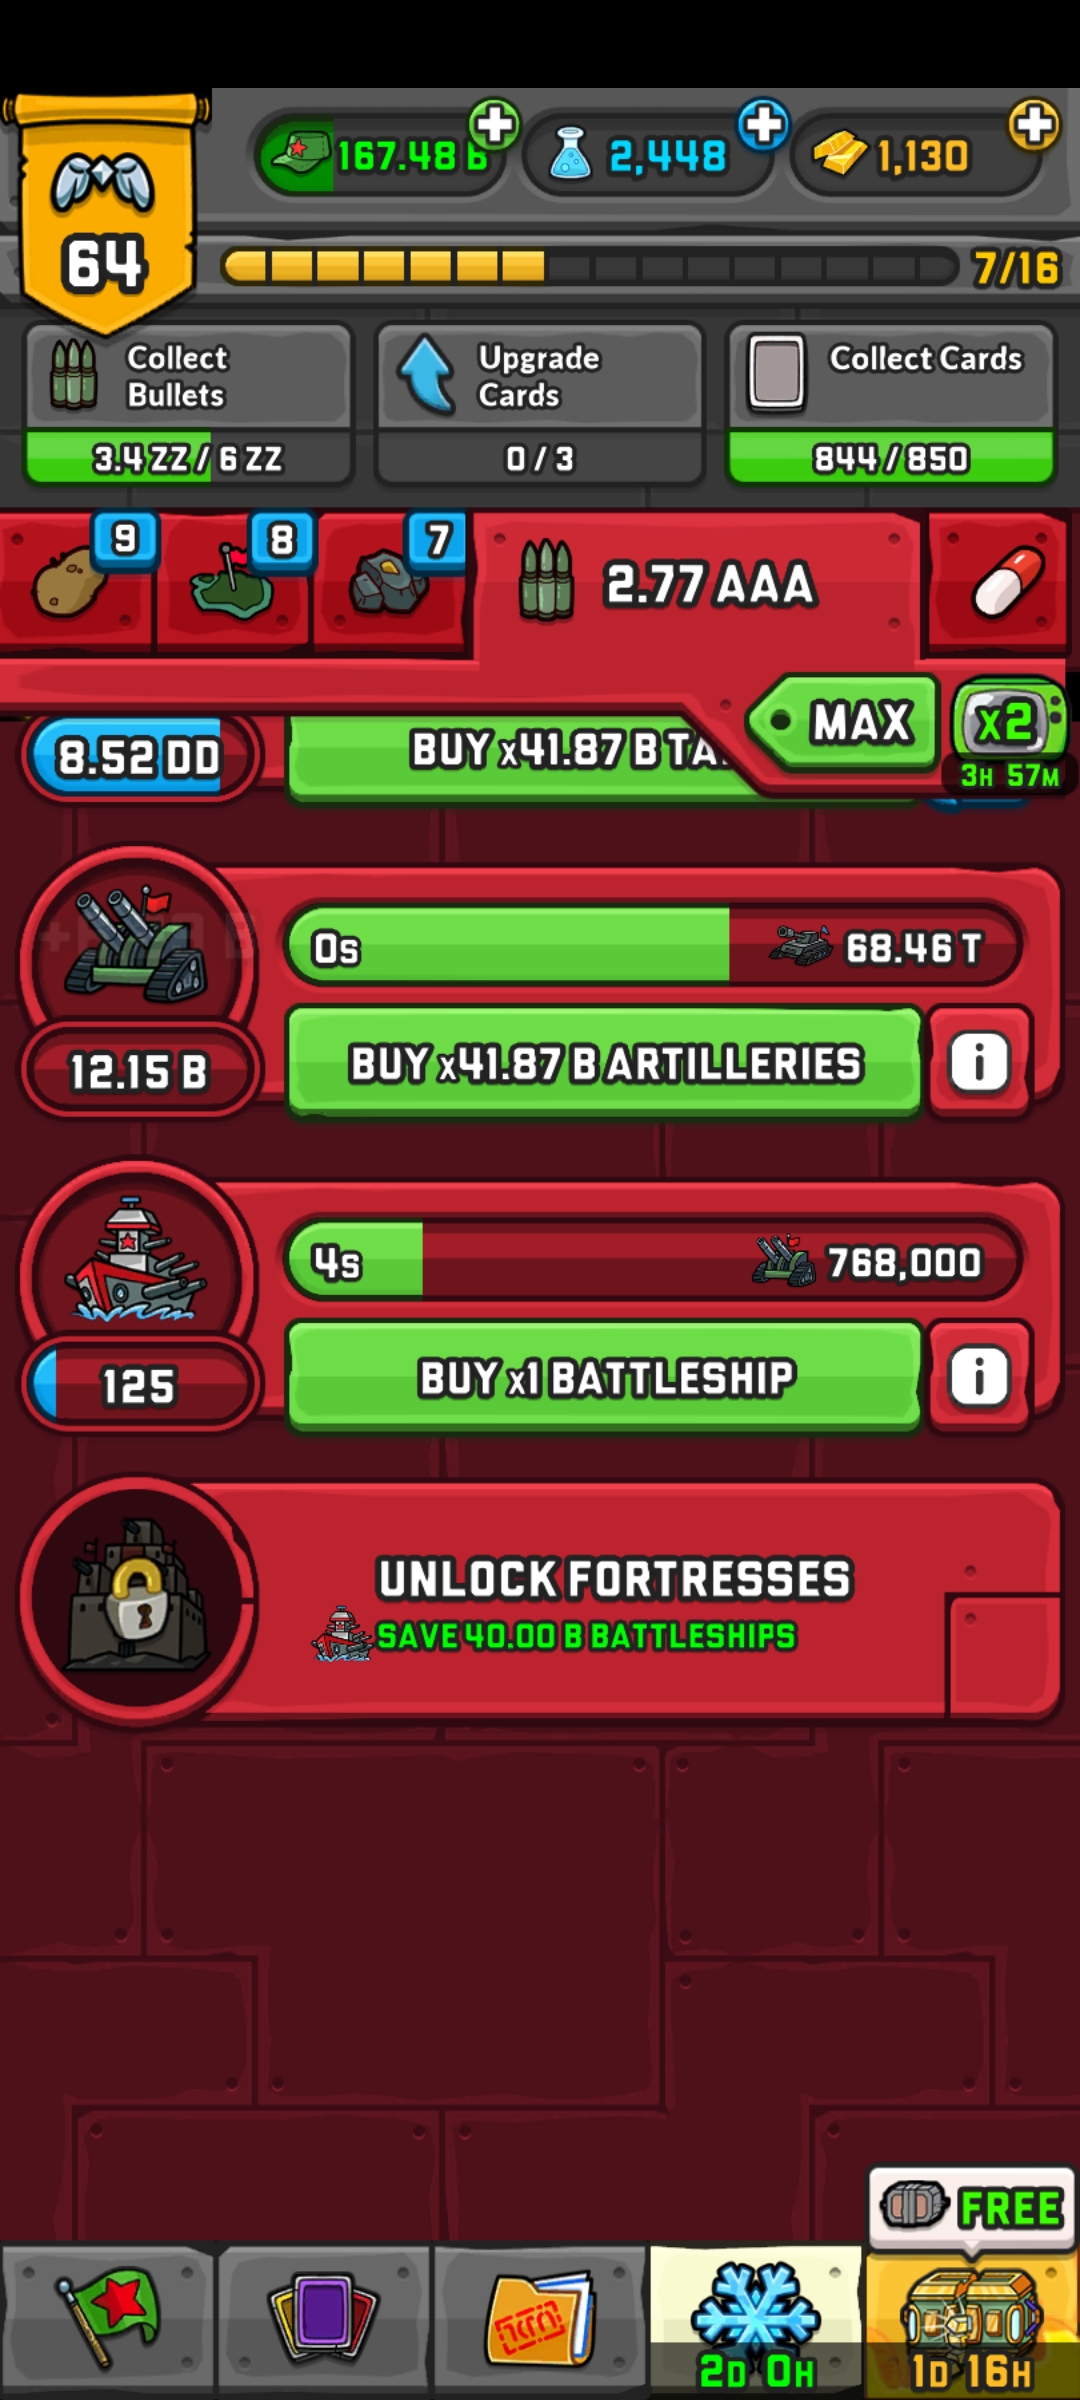 64
167.48 B
2,448
1,130
7/16
Collect
Bullets
3.4 ZZ / 6 ZZ
Upgrade
Cards
0 / 3
Collect Cards
844 / 850
9
8
7
2.77 AAA
MAX
x2
3H 57M
8.52 DD
BUY x41.87 B TA
0s
68.46 T
12.15 B
BUY x41.87 B ARTILLERIES
i
4s
768,000
125
BUY x1 BATTLESHIP
i
UNLOCK FORTRESSES
SAVE 40.00 B BATTLESHIPS
FREE
2D 0H
1D 16H